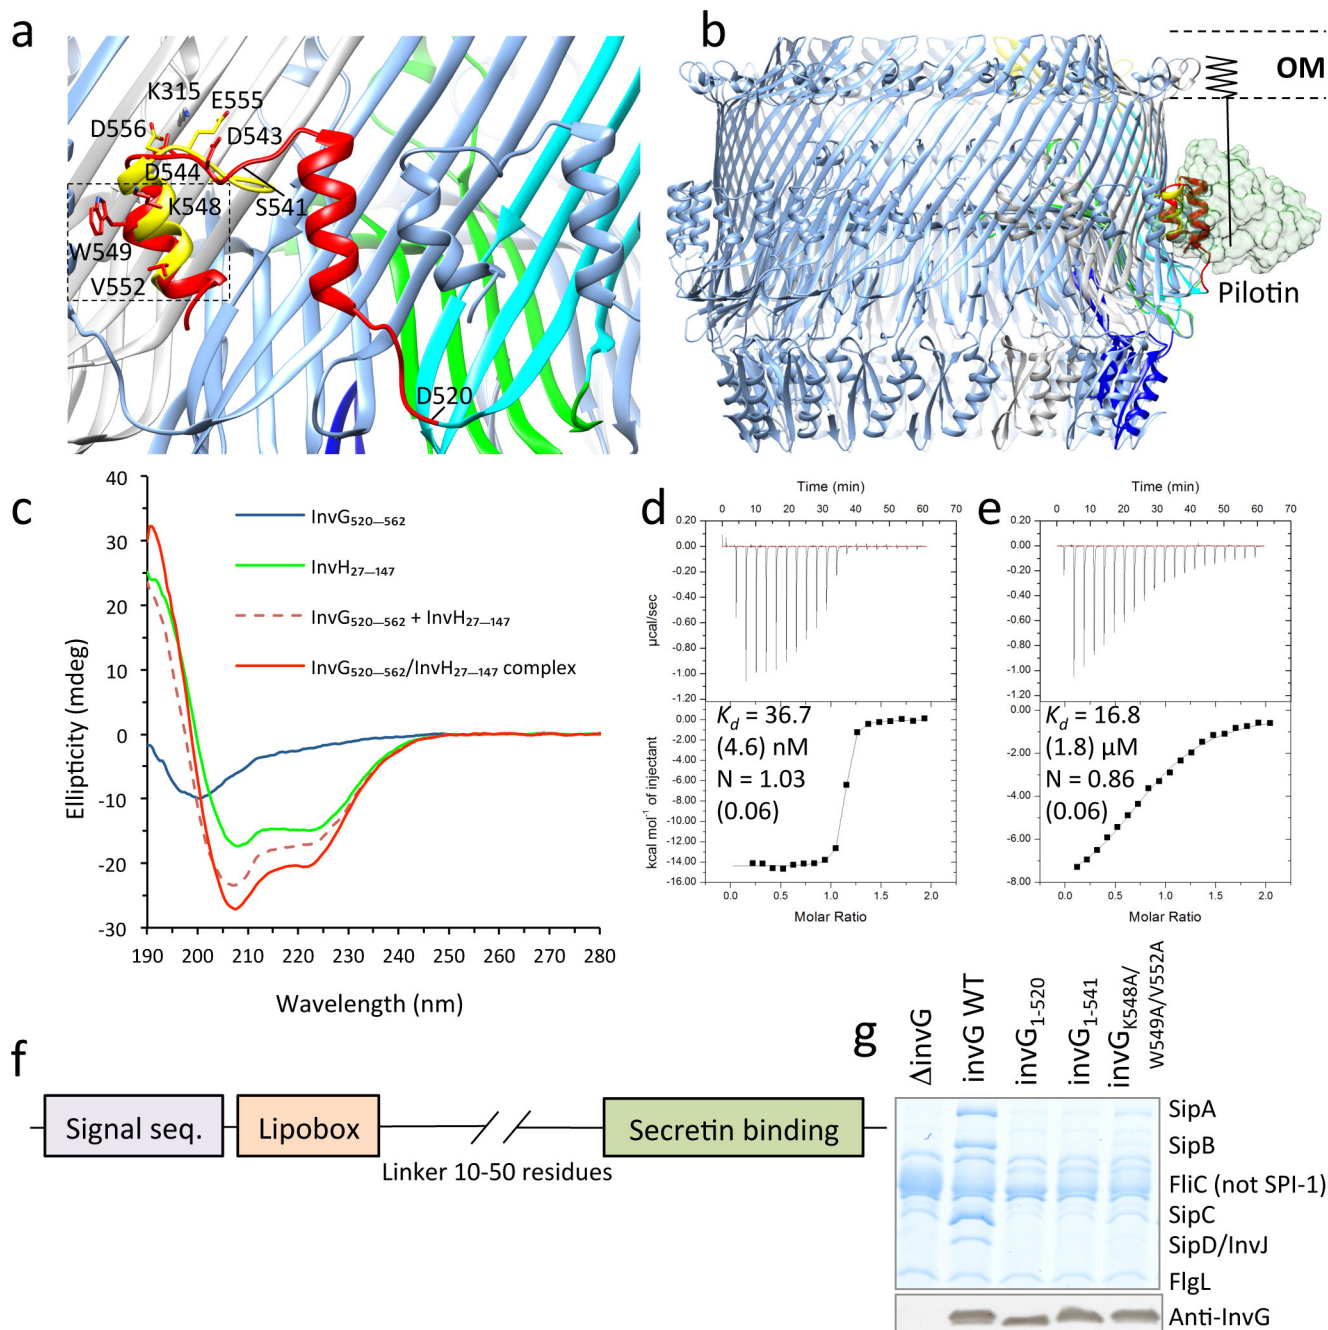 a
K315
E555
D556
D543
D544
K548
S541
W549
V552
D520
b
OM
Pilotin
c
40
30
20
10
0
-10
-20
-30
Ellipticity (mdeg)
InvG520—562
InvH27—147
InvG520—562 + InvH27—147
InvG520—562/InvH27—147 complex
190 200 210 220 230 240 250 260 270 280
Wavelength (nm)
d
Time (min)
0 10 20 30 40 50 60 70
0.20
0.00
-0.20
-0.40
-0.60
-0.80
-1.00
-1.20
µcal/sec
Kd = 36.7
(4.6) nM
N = 1.03
(0.06)
0.00
-2.00
-4.00
-6.00
-8.00
-10.00
-12.00
-14.00
-16.00
kcal mol-1 of injectant
0.0 0.5 1.0 1.5 2.0
Molar Ratio
e
Time (min)
0 10 20 30 40 50 60 70
0.20
0.00
-0.20
-0.40
-0.60
-0.80
-1.00
-1.20
Kd = 16.8
(1.8) µM
N = 0.86
(0.06)
0.00
-2.00
-4.00
-6.00
-8.00
0.0 0.5 1.0 1.5 2.0
Molar Ratio
f
Signal seq.
Lipobox
Linker 10-50 residues
Secretin binding
g
ΔinvG
invG WT
invG1-520
invG1-541
invGK548A/
W549A/V552A
SipA
SipB
FliC (not SPI-1)
SipC
SipD/InvJ
FlgL
Anti-InvG